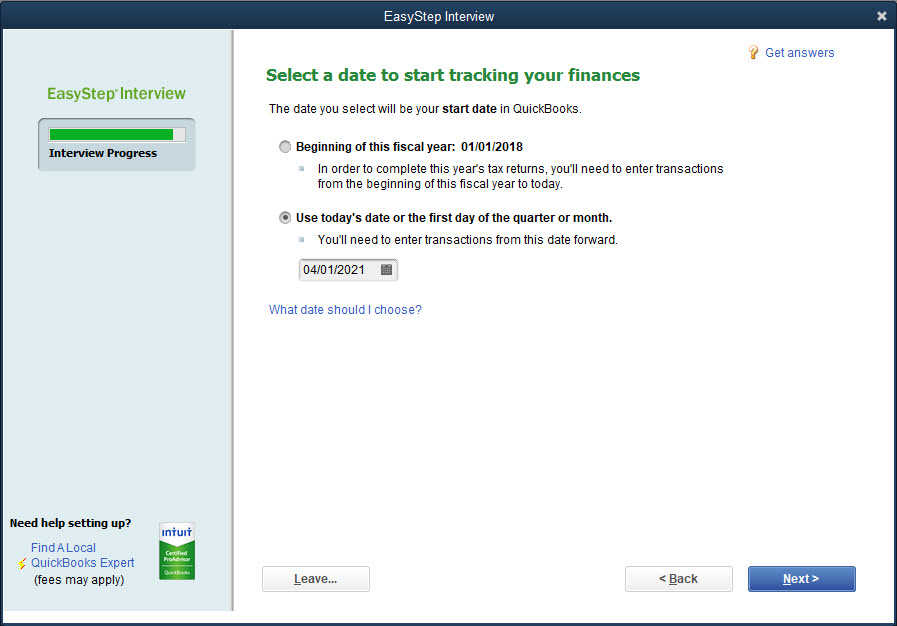 EasyStep Interview
Get answers
EasyStep® Interview
Interview Progress
Select a date to start tracking your finances
The date you select will be your start date in QuickBooks.
Beginning of this fiscal year: 01/01/2018
In order to complete this year's tax returns, you'll need to enter transactions
from the beginning of this fiscal year to today.
Use today's date or the first day of the quarter or month.
You'll need to enter transactions from this date forward.
04/01/2021
What date should I choose?
Need help setting up?
Find A Local
QuickBooks Expert
(fees may apply)
intuit
Certified
ProAdvisor
QuickBooks
Leave...
< Back
Next >